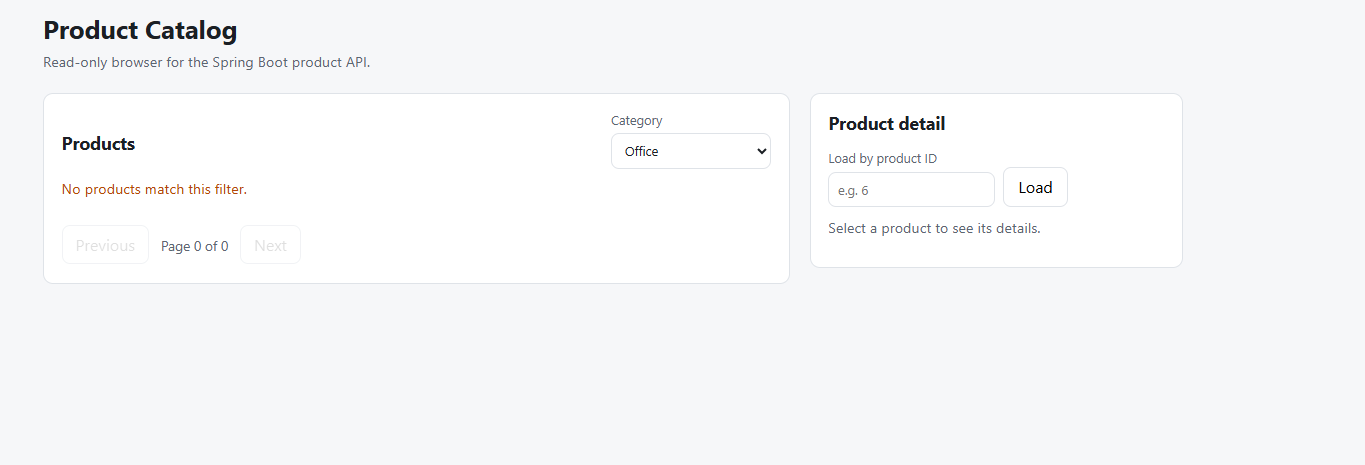 Product Catalog
Read-only browser for the Spring Boot product API.
Products
Category
Office
No products match this filter.
Previous
Page 0 of 0
Next
Product detail
Load by product ID
e.g. 6
Load
Select a product to see its details.